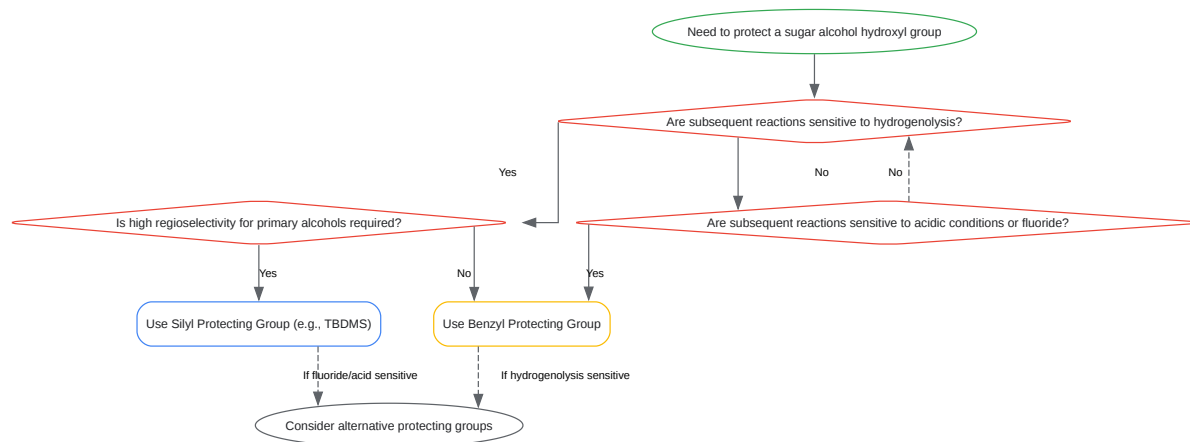 Need to protect a sugar alcohol hydroxyl group
Are subsequent reactions sensitive to hydrogenolysis?
Yes
No
No
Is high regioselectivity for primary alcohols required?
Are subsequent reactions sensitive to acidic conditions or fluoride?
Yes
No
Yes
Use Silyl Protecting Group (e.g., TBDMS)
Use Benzyl Protecting Group
If fluoride/acid sensitive
If hydrogenolysis sensitive
Consider alternative protecting groups